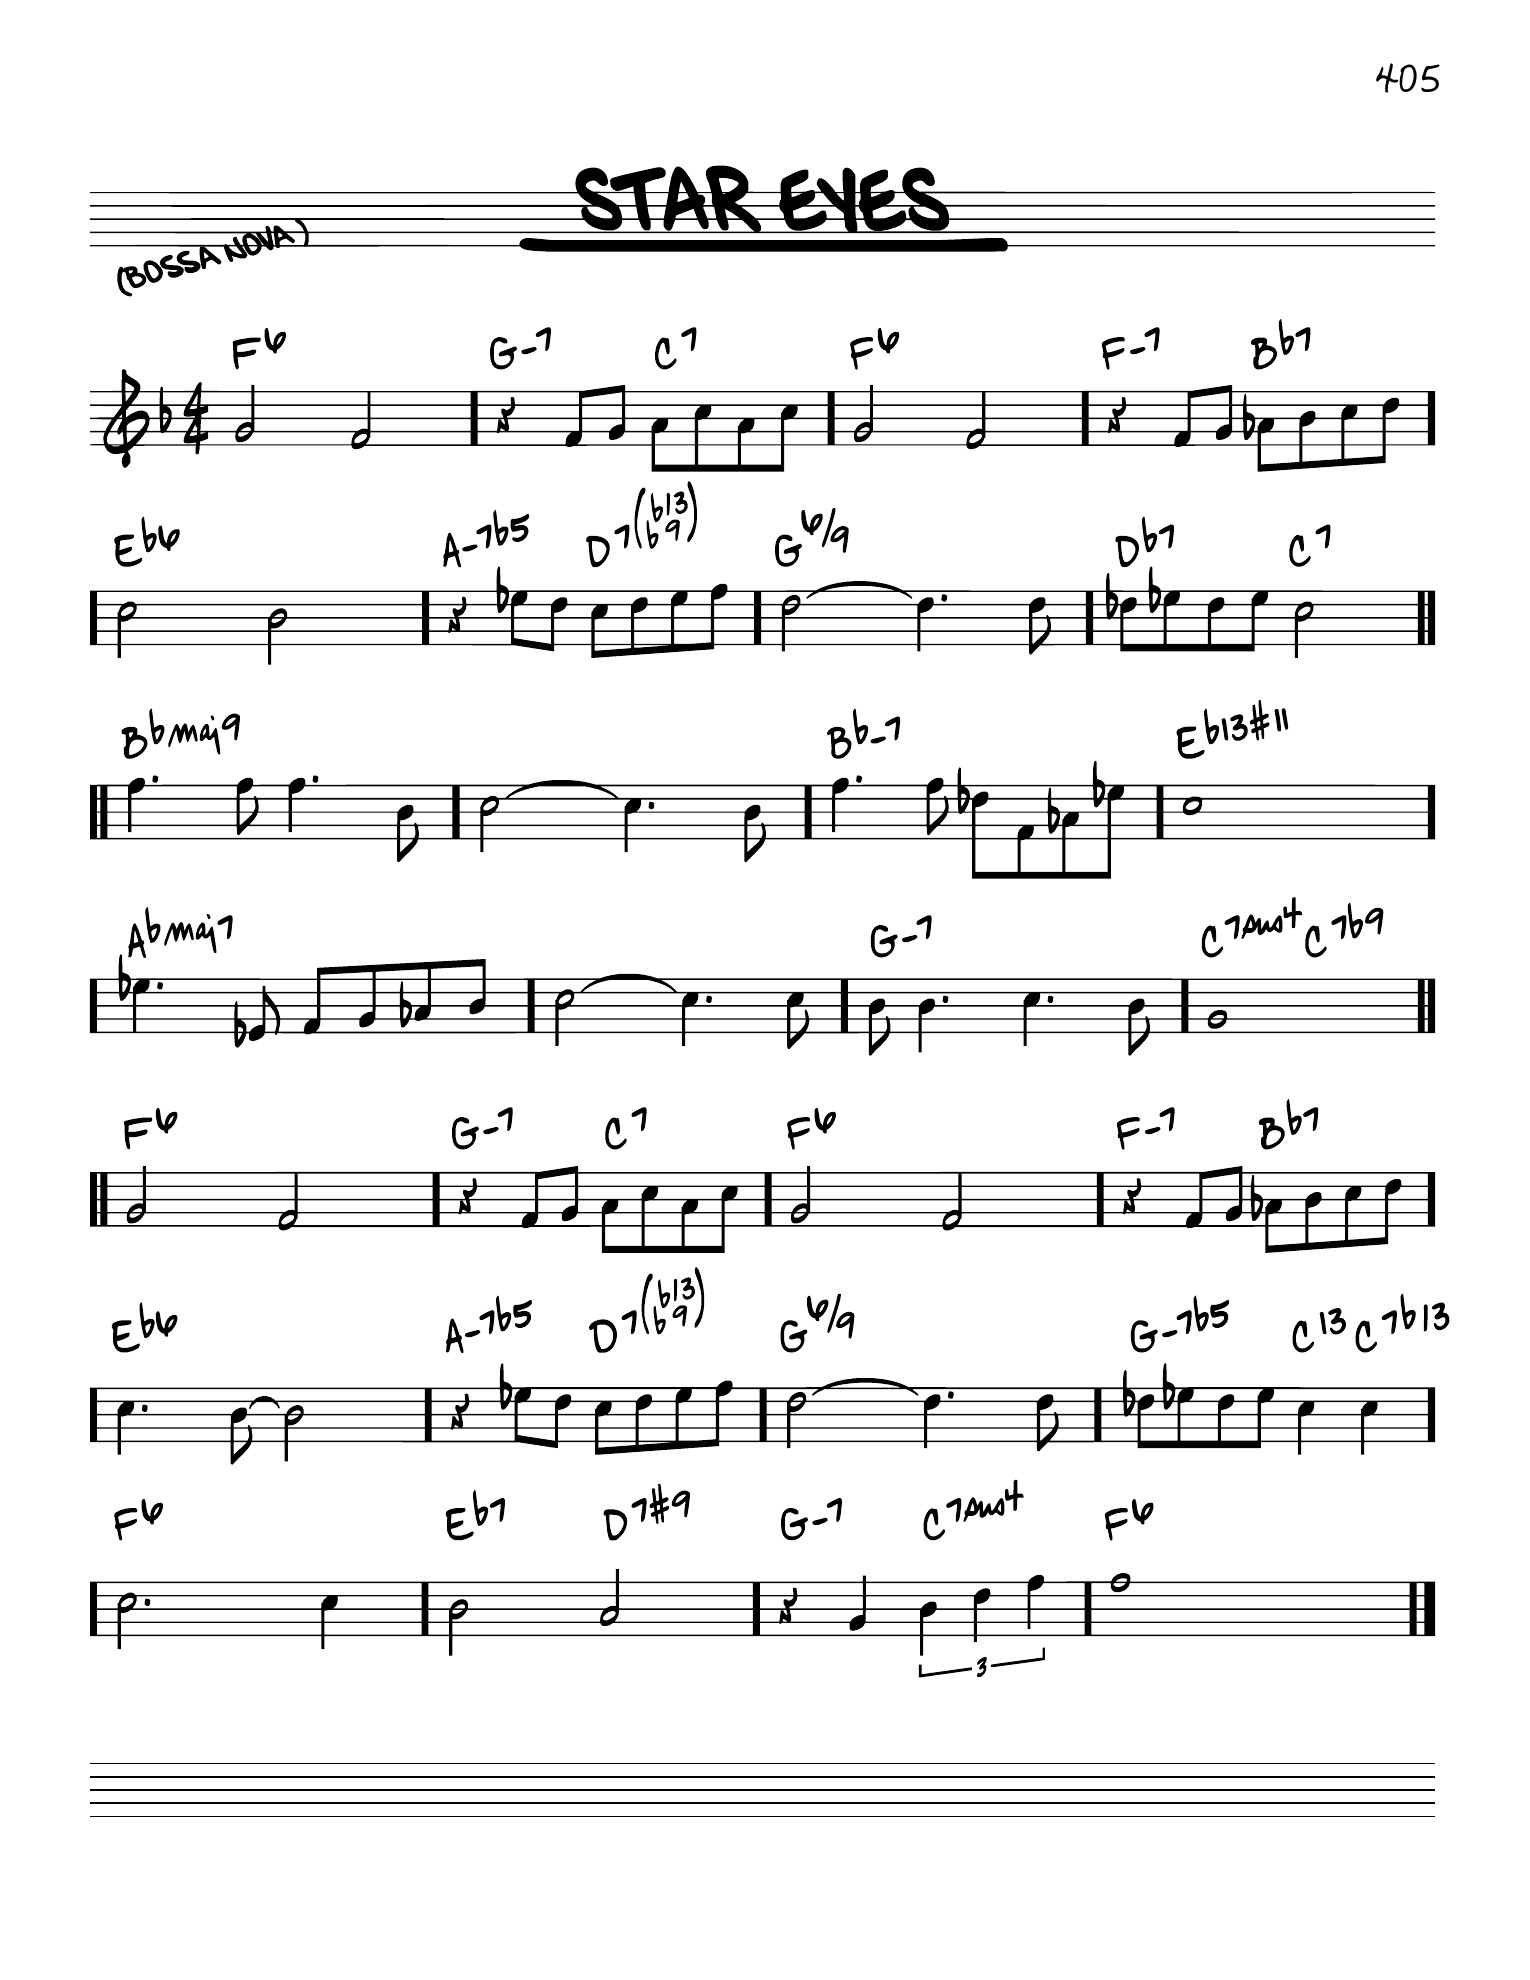 405
STAR EYES
(BOSSA NOVA)
F6 G-7 C7 F6 F-7 Bb7
4/4
Eb6 A-7b5 D7(b13 b9) G6/9 Db7 C7
Bbmaj9 Bb-7 Eb13#11
Abmaj7 G-7 C7sus4 C7b9
F6 G-7 C7 F6 F-7 Bb7
Eb6 A-7b5 D7(b13 b9) G6/9 G-7b5 C13 C7b13
F6 Eb7 D7#9 G-7 C7sus4 F6
3